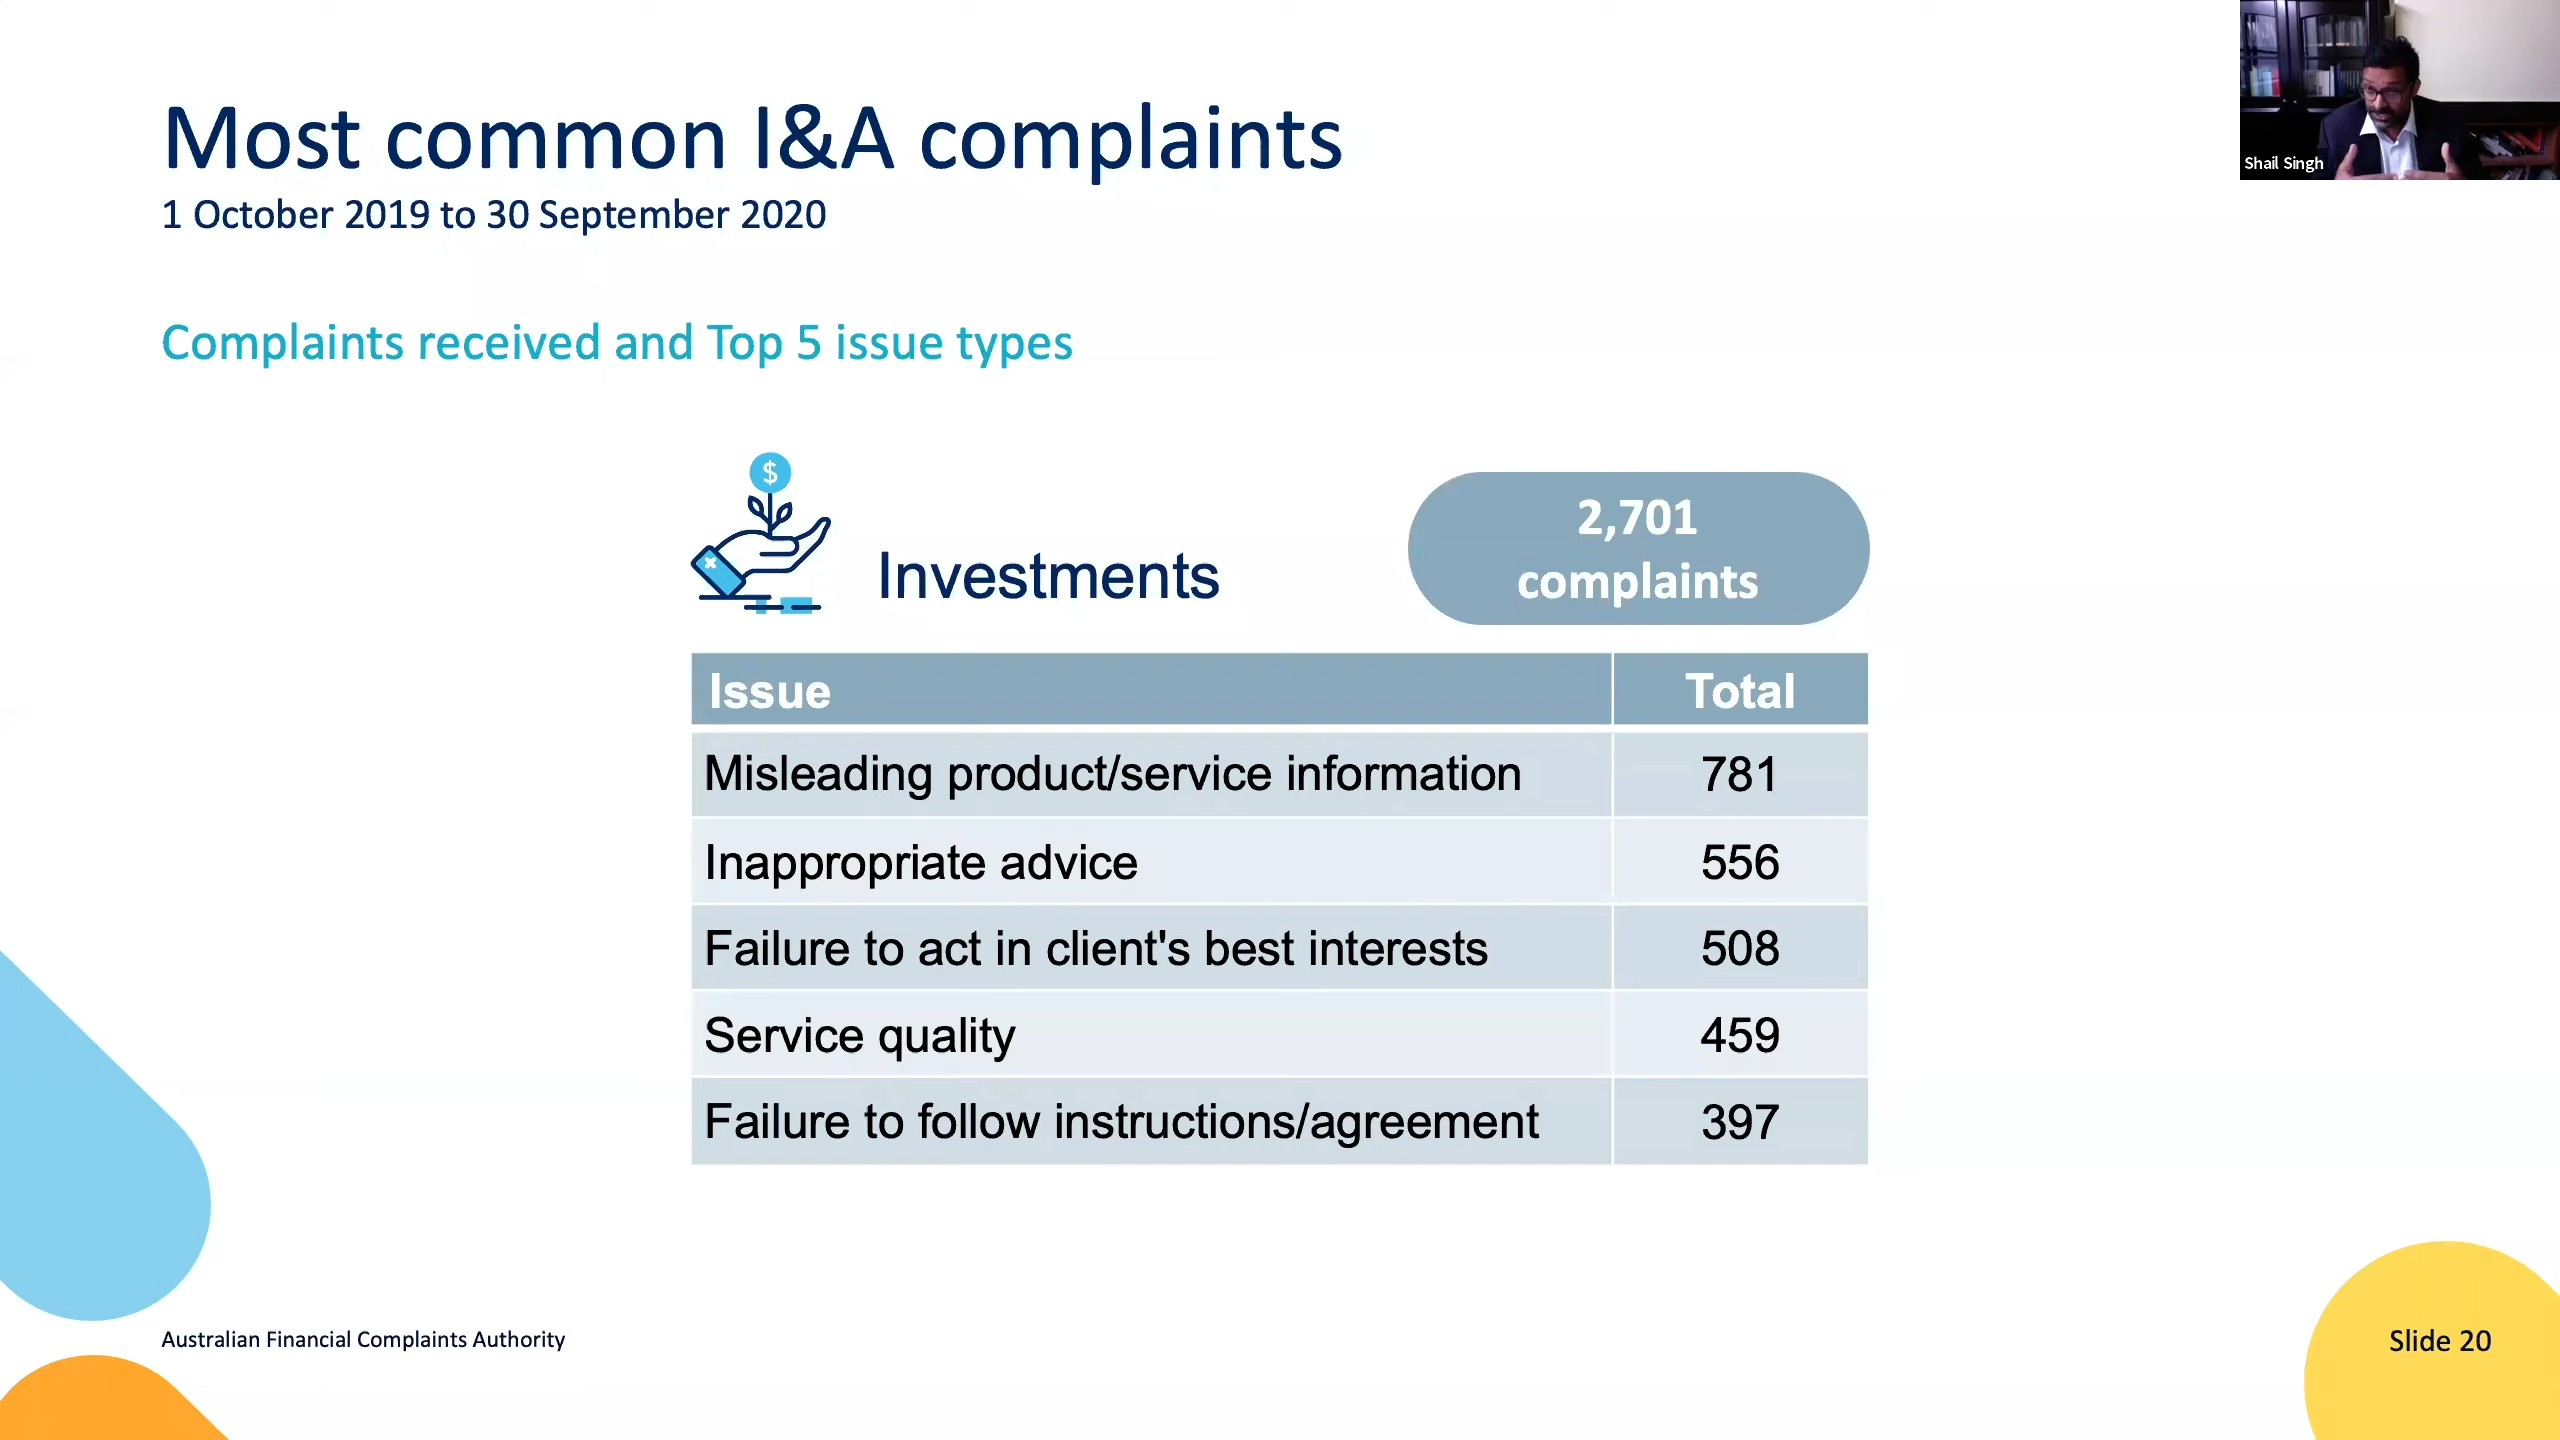 Most common I&A complaints
1 October 2019 to 30 September 2020
Shail Singh
Complaints received and Top 5 issue types
$
Investments
2,701
complaints
Issue Total
Misleading product/service information 781
Inappropriate advice 556
Failure to act in client's best interests 508
Service quality 459
Failure to follow instructions/agreement 397
Australian Financial Complaints Authority
Slide 20